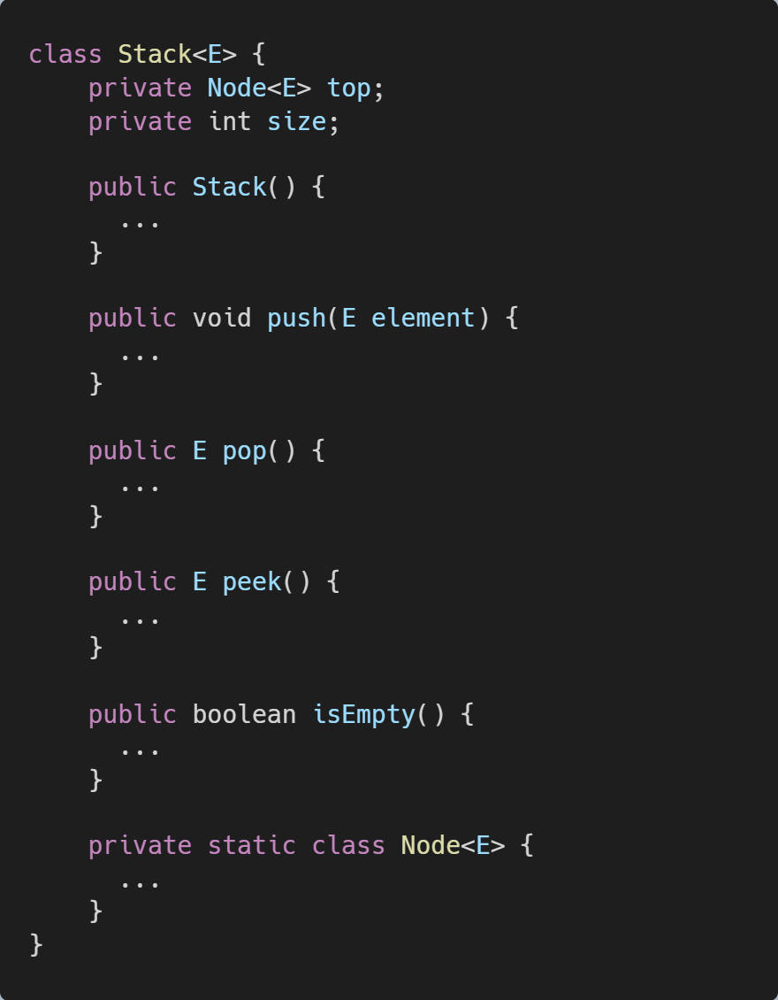 class Stack<E> {
    private Node<E> top;
    private int size;

    public Stack() {
      ...
    }

    public void push(E element) {
      ...
    }

    public E pop() {
      ...
    }

    public E peek() {
      ...
    }

    public boolean isEmpty() {
      ...
    }

    private static class Node<E> {
      ...
    }
}